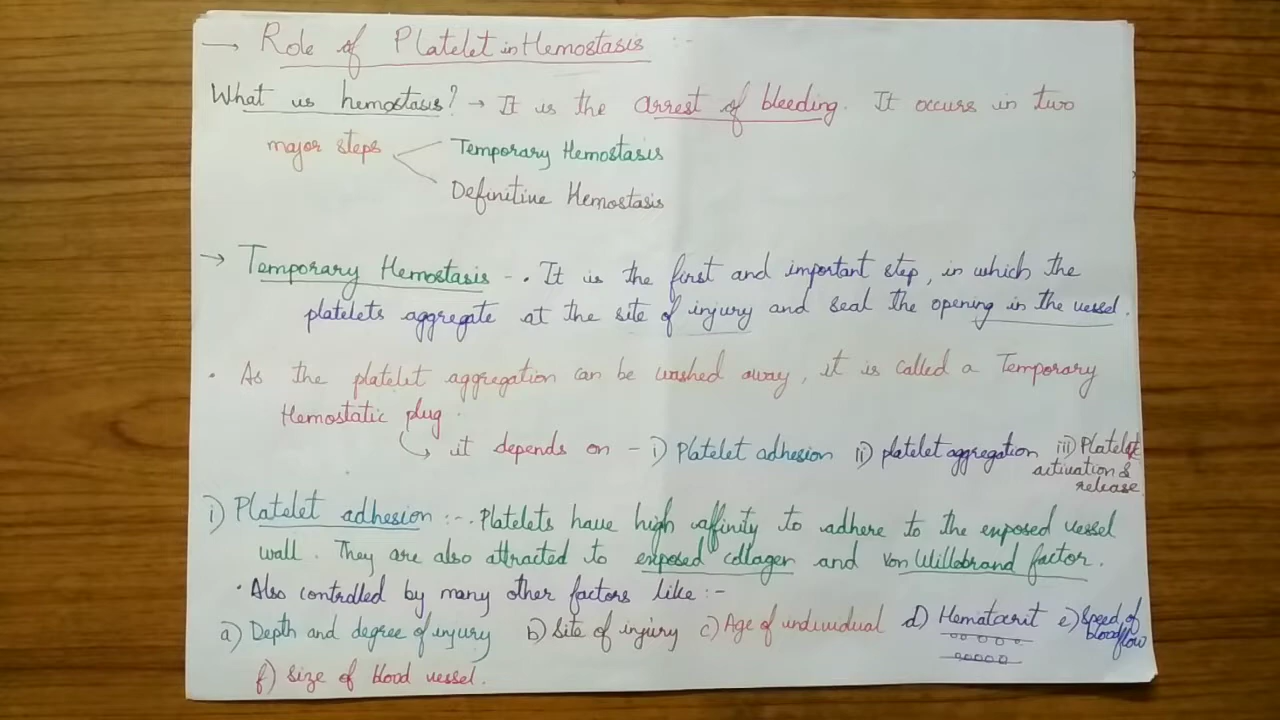 → Role of Platelet in Hemostasis :-
What is hemostasis? → It is the arrest of bleeding. It occurs in two
major steps
Temporary Hemostasis
Definitive Hemostasis
→ Temporary Hemostasis -. It is the first and important step, in which the
platelets aggregate at the site of injury and seal the opening in the vessel.
• As the platelet aggregation can be washed away, it is called a Temporary
Hemostatic plug.
↳ it depends on - i) Platelet adhesion ii) platelet aggregation iii) Platelet
activation &
release
i) Platelet adhesion :-. Platelets have high affinity to adhere to the exposed vessel
wall. They are also attracted to exposed collagen and von Willebrand factor.
• Also controlled by many other factors like :-
a) Depth and degree of injury b) Site of injury c) Age of individual d) Hematocrit e) Speed of
bloodflow
f) size of blood vessel.